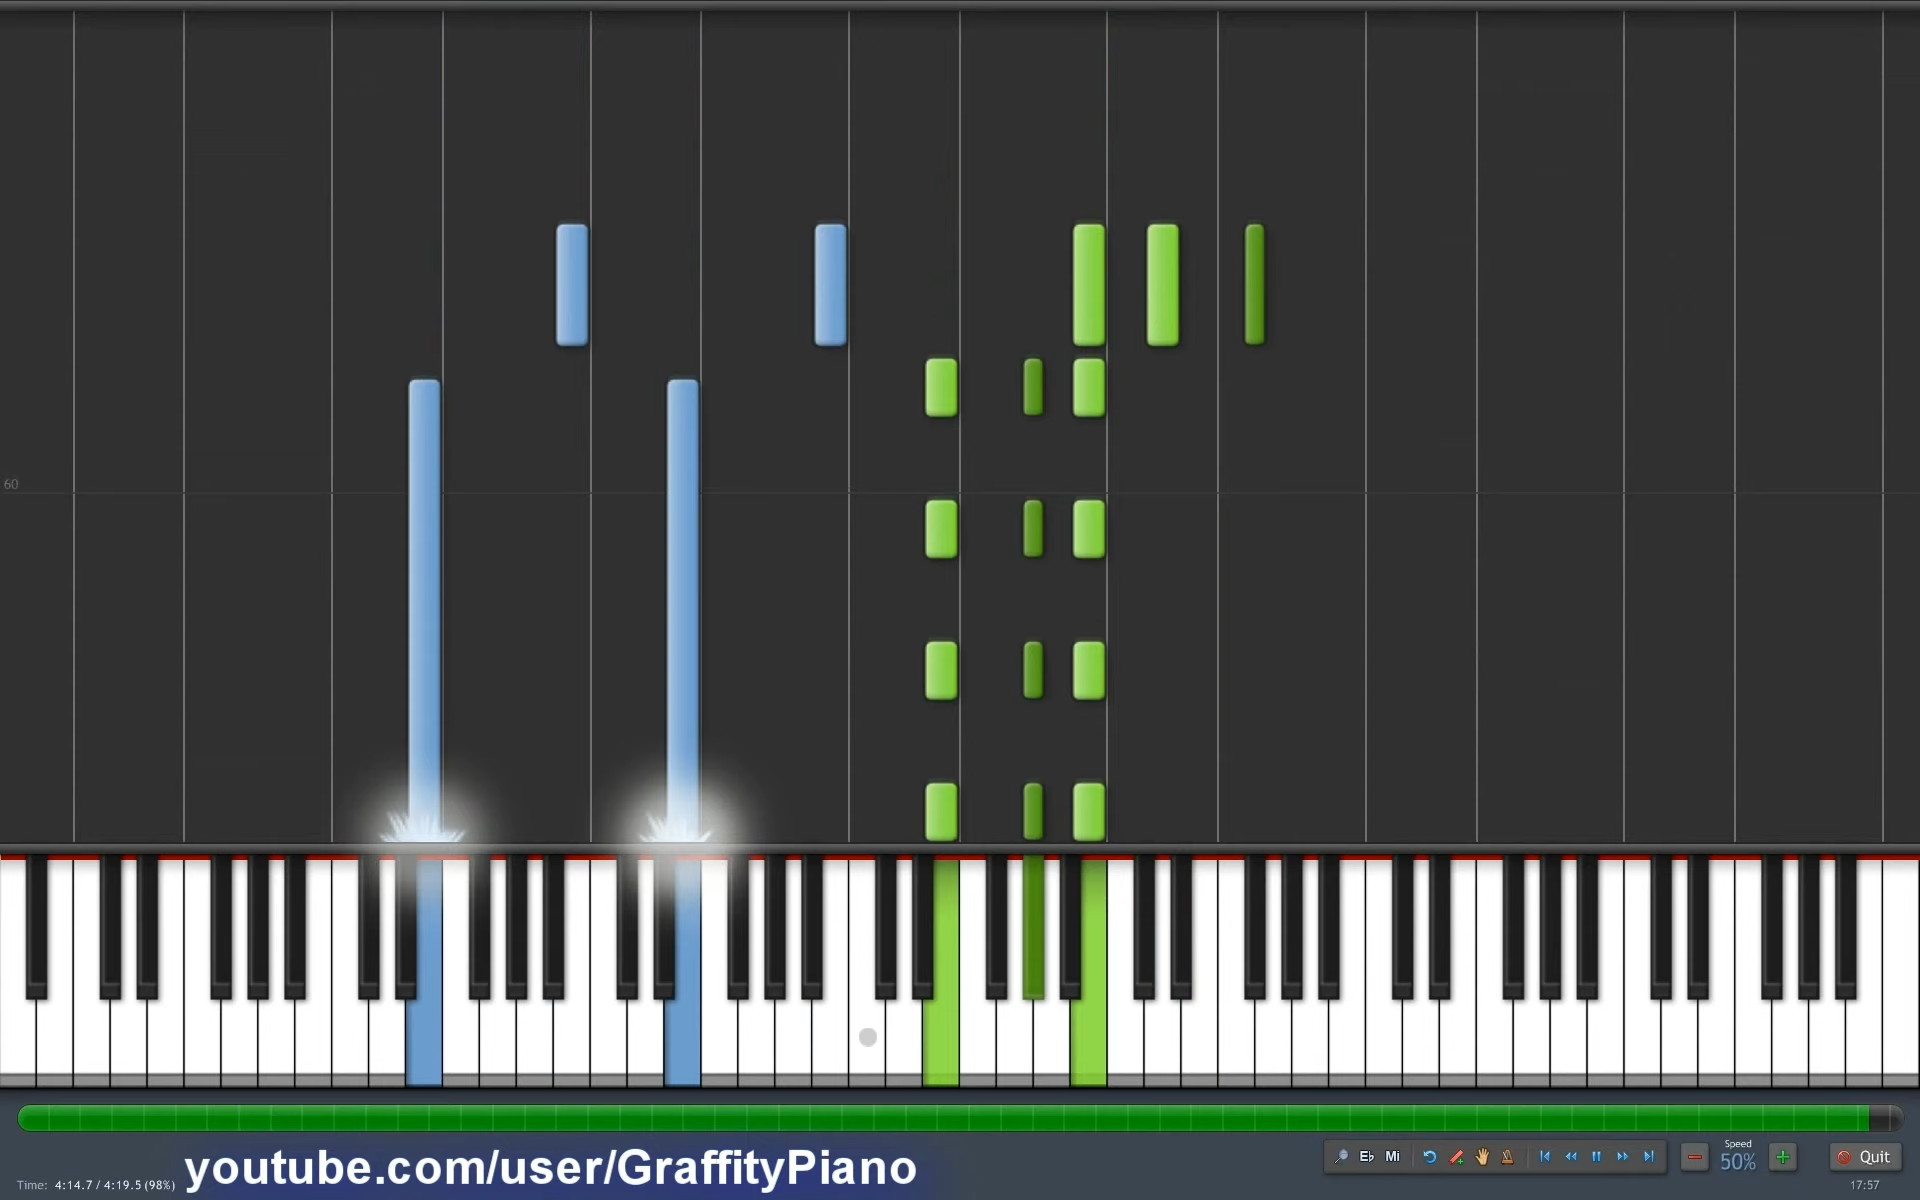 60
youtube.com/user/GraffityPiano
Time: 4:14.7 / 4:19.5 (98%)
E♭ Mi
Speed
50%
Quit
17:57